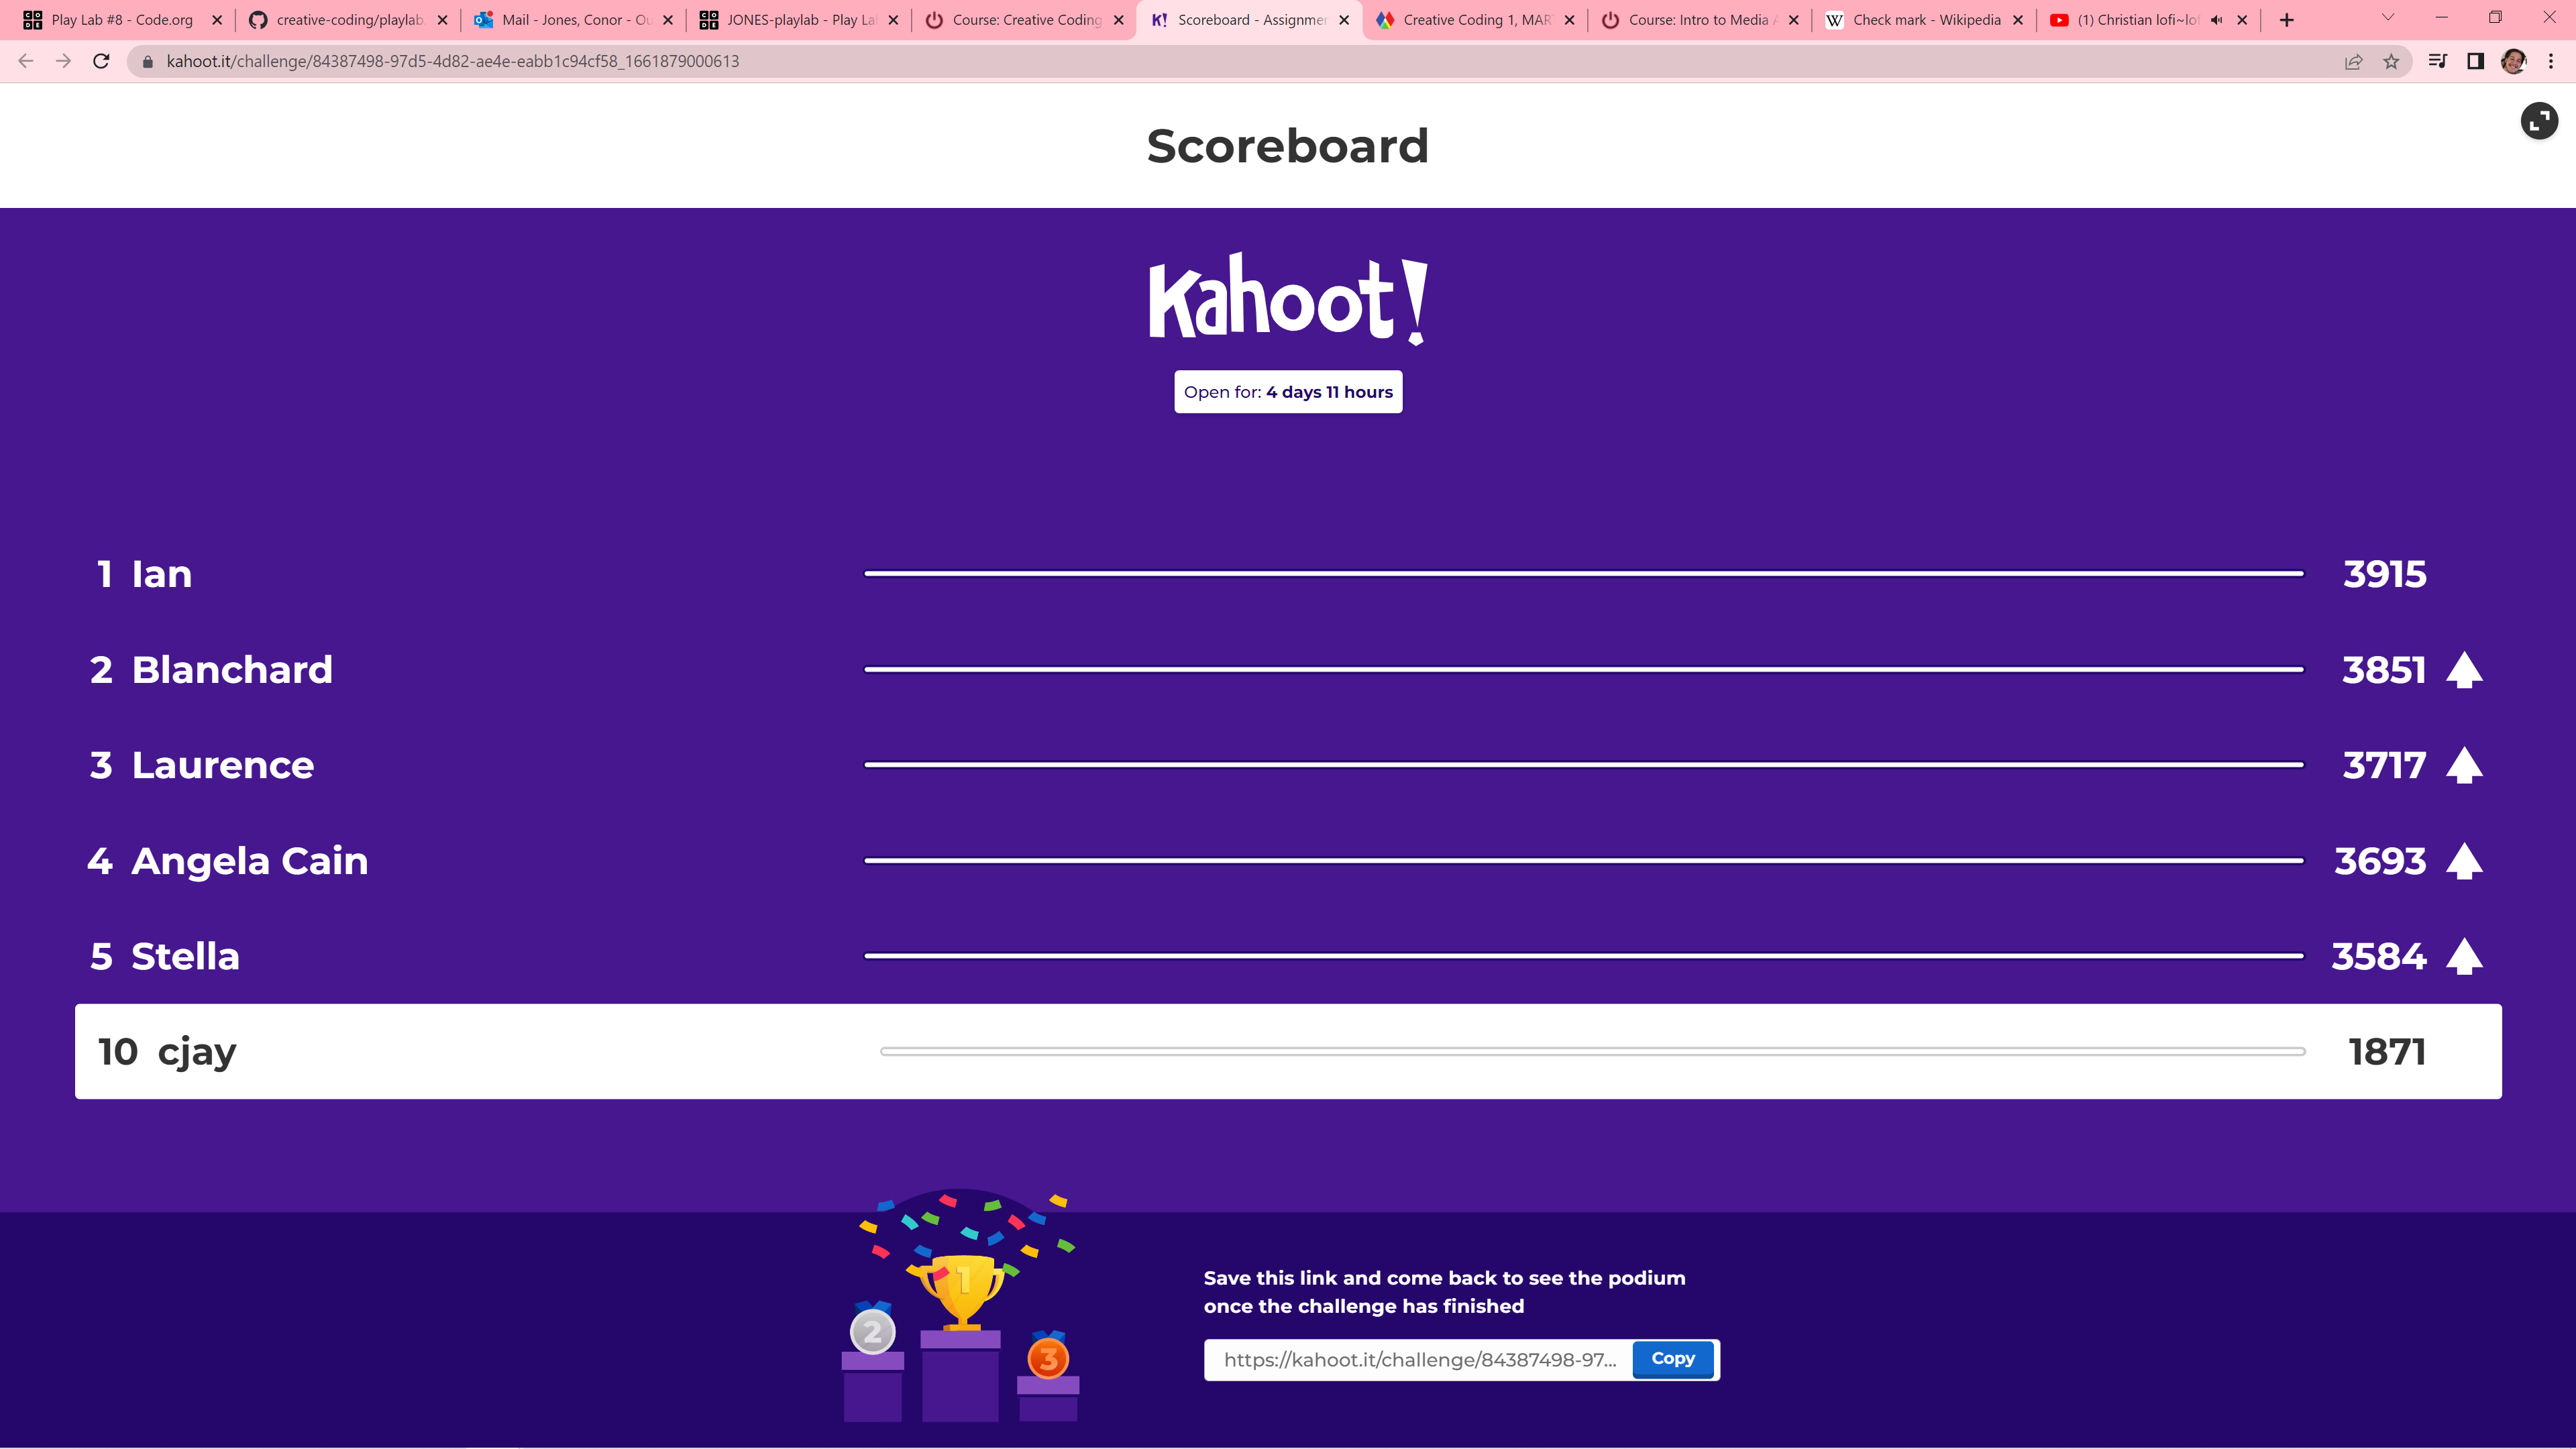 Play Lab #8 - Code.org
creative-coding/playlab.
Mail - Jones, Conor - Ou
JONES-playlab - Play La
Course: Creative Coding
K! Scoreboard - Assignmen
Creative Coding 1, MAR
Course: Intro to Media A
W Check mark - Wikipedia
(1) Christian lofi~lof
kahoot.it/challenge/84387498-97d5-4d82-ae4e-eabb1c94cf58_1661879000613
Scoreboard
Kahoot!
Open for: 4 days 11 hours
1 Ian 3915
2 Blanchard 3851
3 Laurence 3717
4 Angela Cain 3693
5 Stella 3584
10 cjay 1871
1
2
3
Save this link and come back to see the podium
once the challenge has finished
https://kahoot.it/challenge/84387498-97... Copy